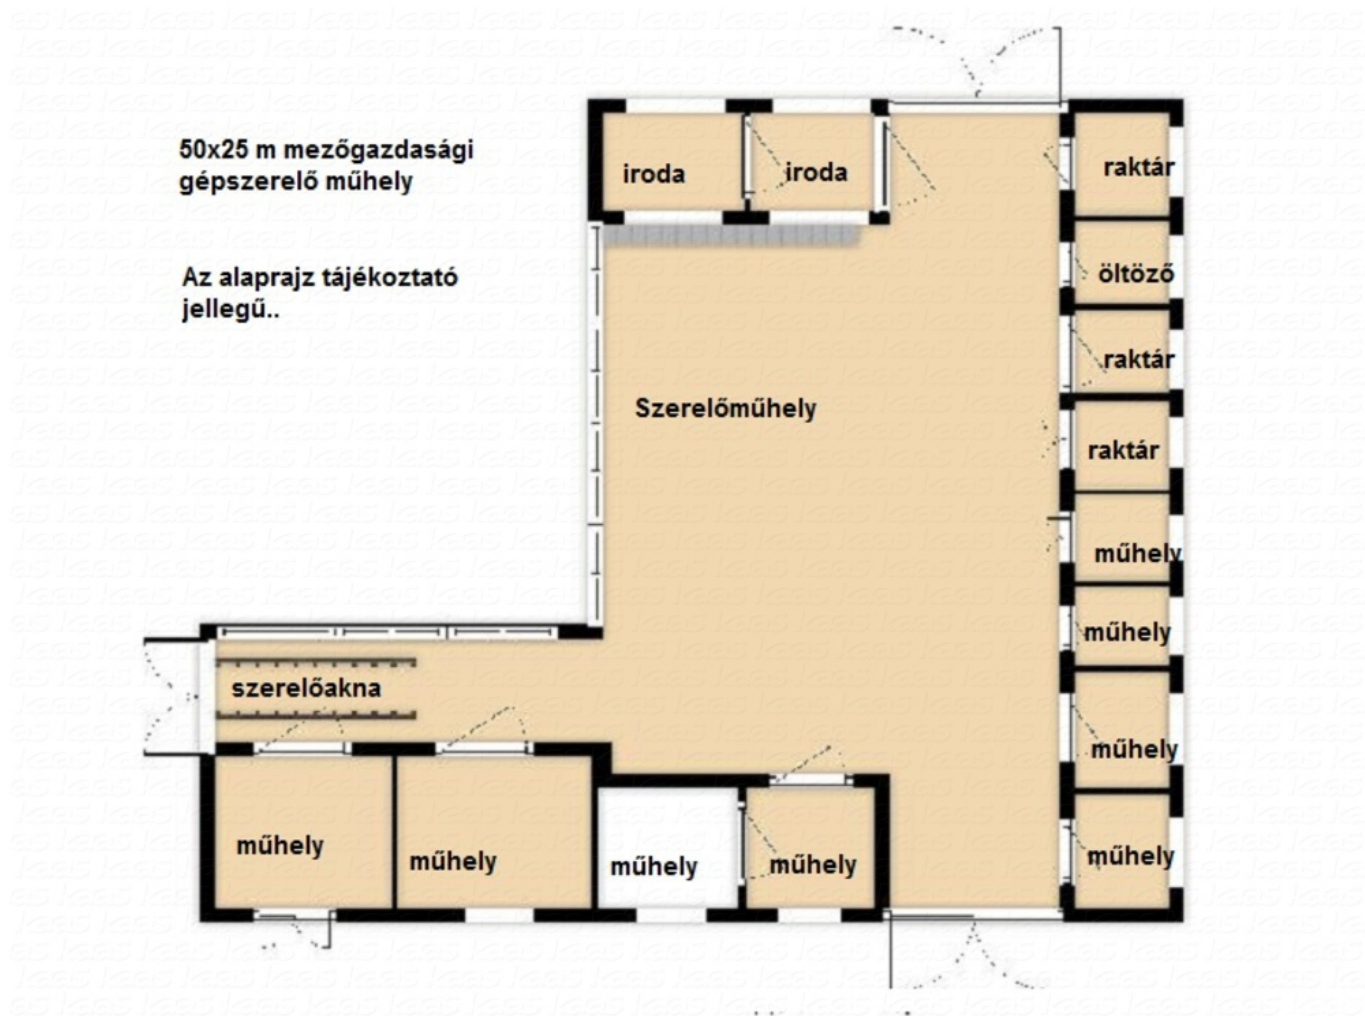 50x25 m mezőgazdasági
gépszerelő műhely
Az alaprajz tájékoztató
jellegű..
iroda
iroda
raktár
öltöző
raktár
Szerelőműhely
raktár
műhely
műhely
szerelőakna
műhely
műhely
műhely
műhely
műhely
műhely